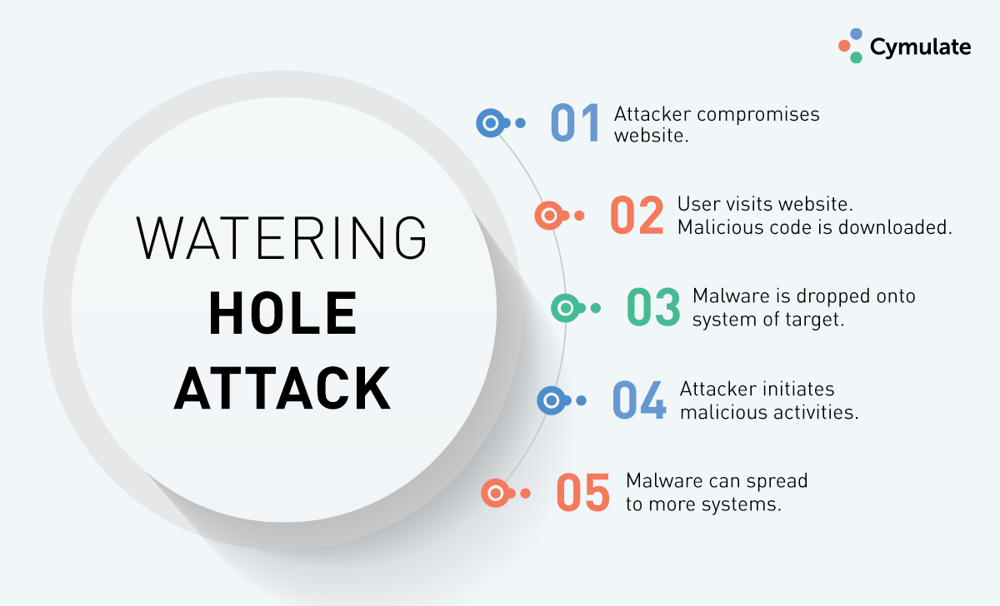 Cymulate
WATERING
HOLE
ATTACK
01 Attacker compromises
website.
02 User visits website.
Malicious code is downloaded.
03 Malware is dropped onto
system of target.
04 Attacker initiates
malicious activities.
05 Malware can spread
to more systems.